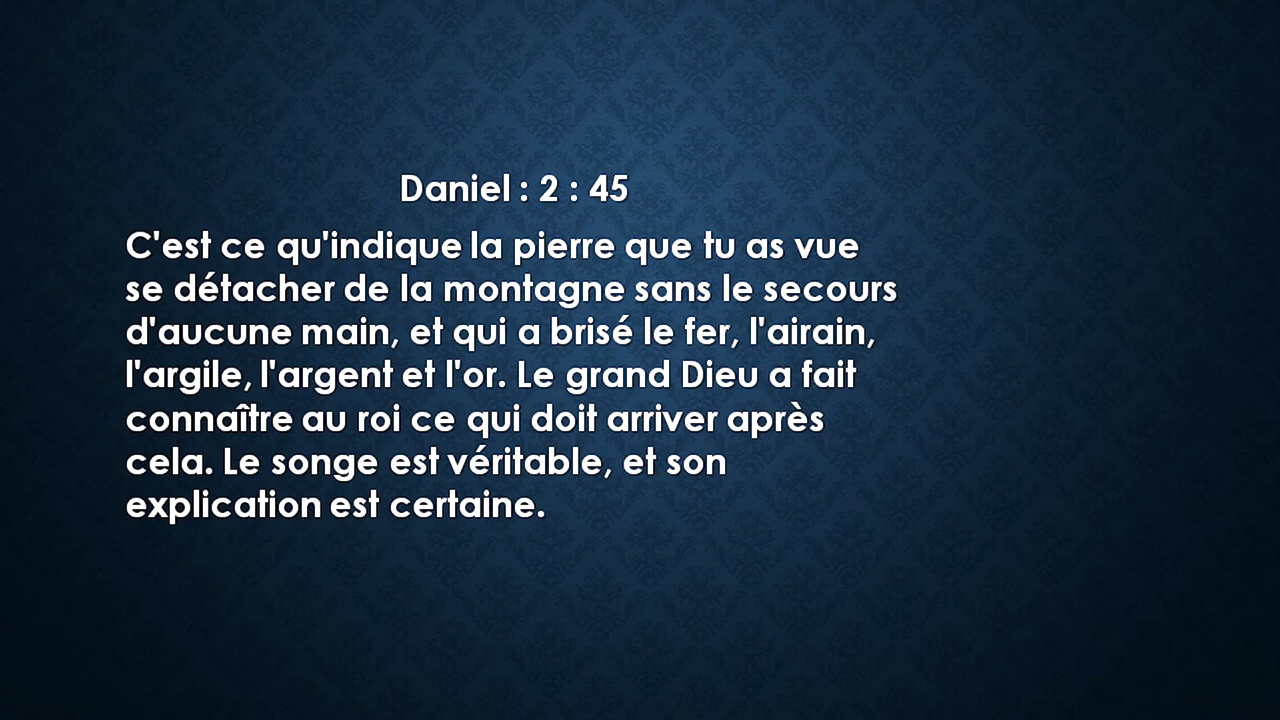 Daniel : 2 : 45
C'est ce qu'indique la pierre que tu as vue
se détacher de la montagne sans le secours
d'aucune main, et qui a brisé le fer, l'airain,
l'argile, l'argent et l'or. Le grand Dieu a fait
connaître au roi ce qui doit arriver après
cela. Le songe est véritable, et son
explication est certaine.